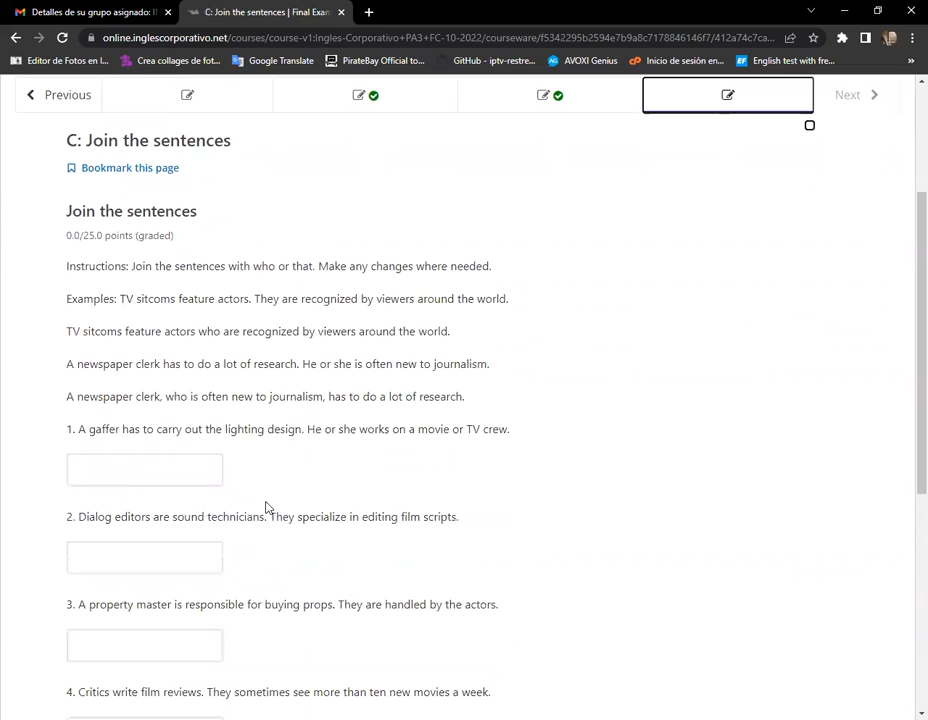 Detalles de su grupo asignado: I
C: Join the sentences | Final Exam
online.inglescorporativo.net/courses/course-v1:Ingles-Corporativo+PA3+FC-10-2022/courseware/f5342295b2594e7b9a8c7178846146f7/412a74c7ca...
Editor de Fotos en l...
Crea collages de fot...
Google Translate
PirateBay Official to...
GitHub - iptv-restre...
AVOXI Genius
Inicio de sesión en...
English test with fre...
»
Previous
Next
C: Join the sentences
Bookmark this page
Join the sentences
0.0/25.0 points (graded)
Instructions: Join the sentences with who or that. Make any changes where needed.
Examples: TV sitcoms feature actors. They are recognized by viewers around the world.
TV sitcoms feature actors who are recognized by viewers around the world.
A newspaper clerk has to do a lot of research. He or she is often new to journalism.
A newspaper clerk, who is often new to journalism, has to do a lot of research.
1. A gaffer has to carry out the lighting design. He or she works on a movie or TV crew.
2. Dialog editors are sound technicians. They specialize in editing film scripts.
3. A property master is responsible for buying props. They are handled by the actors.
4. Critics write film reviews. They sometimes see more than ten new movies a week.